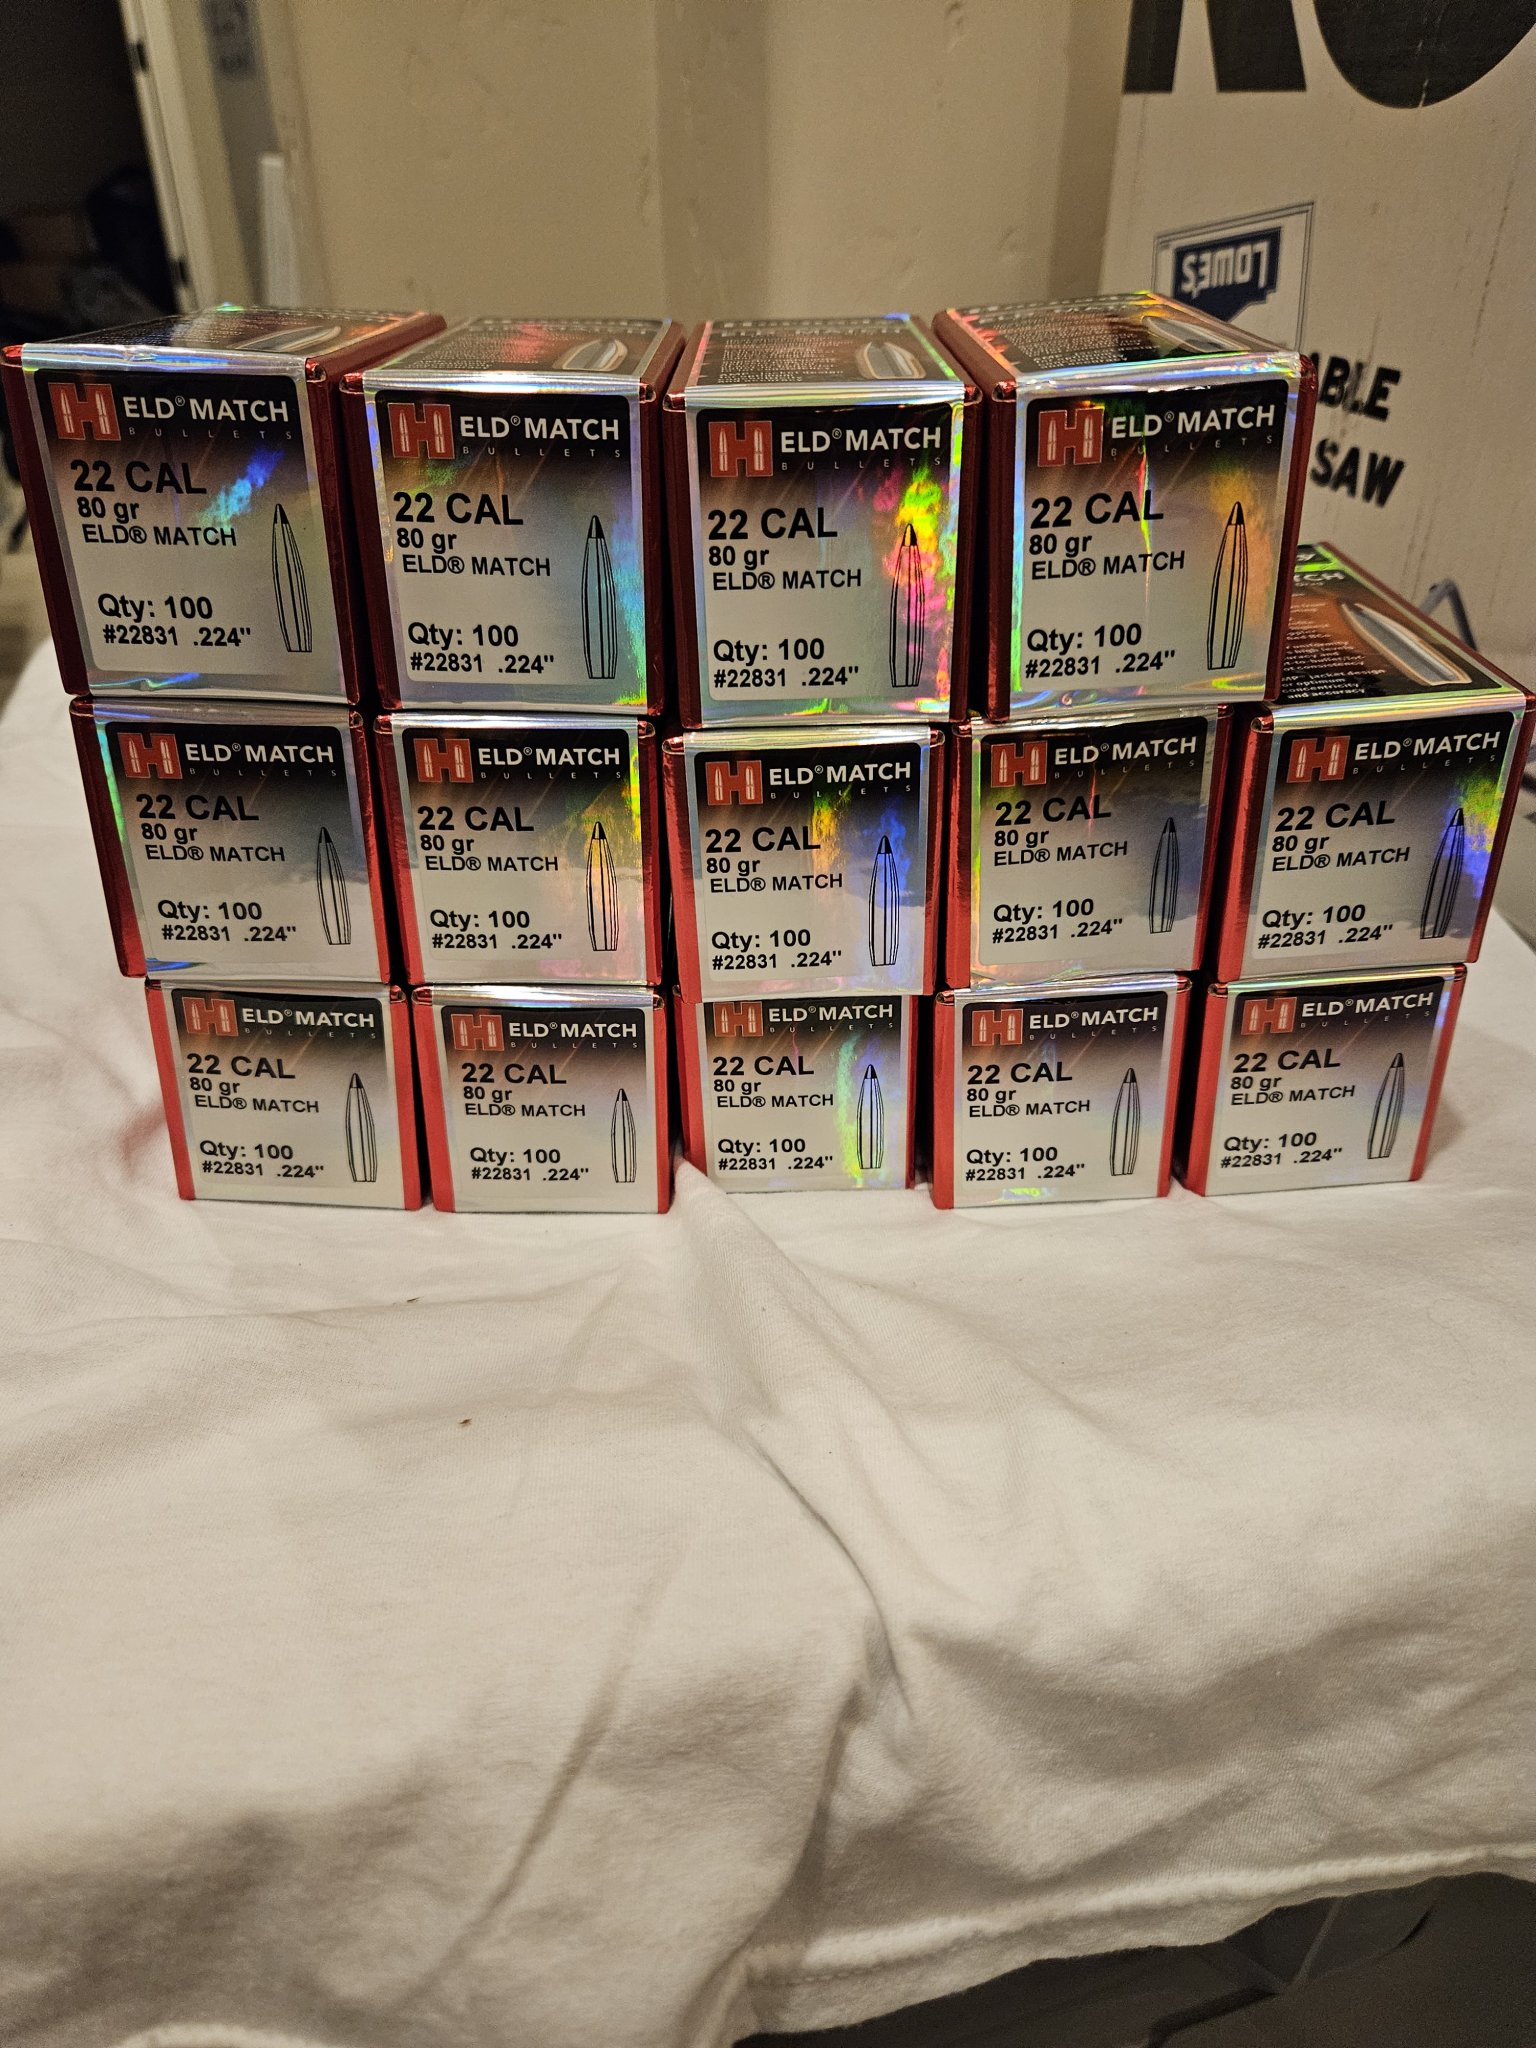 LOWE'S
ABLE
SAW
ELD® MATCH
BULLETS
22 CAL
80 gr
ELD® MATCH
Qty: 100
#22831 .224"
ELD® MATCH
BULLETS
22 CAL
80 gr
ELD® MATCH
Qty: 100
#22831 .224"
ELD® MATCH
BULLETS
22 CAL
80 gr
ELD® MATCH
Qty: 100
#22831 .224"
ELD® MATCH
BULLETS
22 CAL
80 gr
ELD® MATCH
Qty: 100
#22831 .224"
ELD® MATCH
BULLETS
22 CAL
80 gr
ELD® MATCH
Qty: 100
#22831 .224"
ELD® MATCH
BULLETS
22 CAL
80 gr
ELD® MATCH
Qty: 100
#22831 .224"
ELD® MATCH
BULLETS
22 CAL
80 gr
ELD® MATCH
Qty: 100
#22831 .224"
ELD® MATCH
BULLETS
22 CAL
80 gr
ELD® MATCH
Qty: 100
#22831 .224"
ELD® MATCH
BULLETS
22 CAL
80 gr
ELD® MATCH
Qty: 100
#22831 .224"
ELD® MATCH
BULLETS
22 CAL
80 gr
ELD® MATCH
Qty: 100
#22831 .224"
ELD® MATCH
BULLETS
22 CAL
80 gr
ELD® MATCH
Qty: 100
#22831 .224"
ELD® MATCH
BULLETS
22 CAL
80 gr
ELD® MATCH
Qty: 100
#22831 .224"
ELD® MATCH
BULLETS
22 CAL
80 gr
ELD® MATCH
Qty: 100
#22831 .224"
ELD® MATCH
BULLETS
22 CAL
80 gr
ELD® MATCH
Qty: 100
#22831 .224"